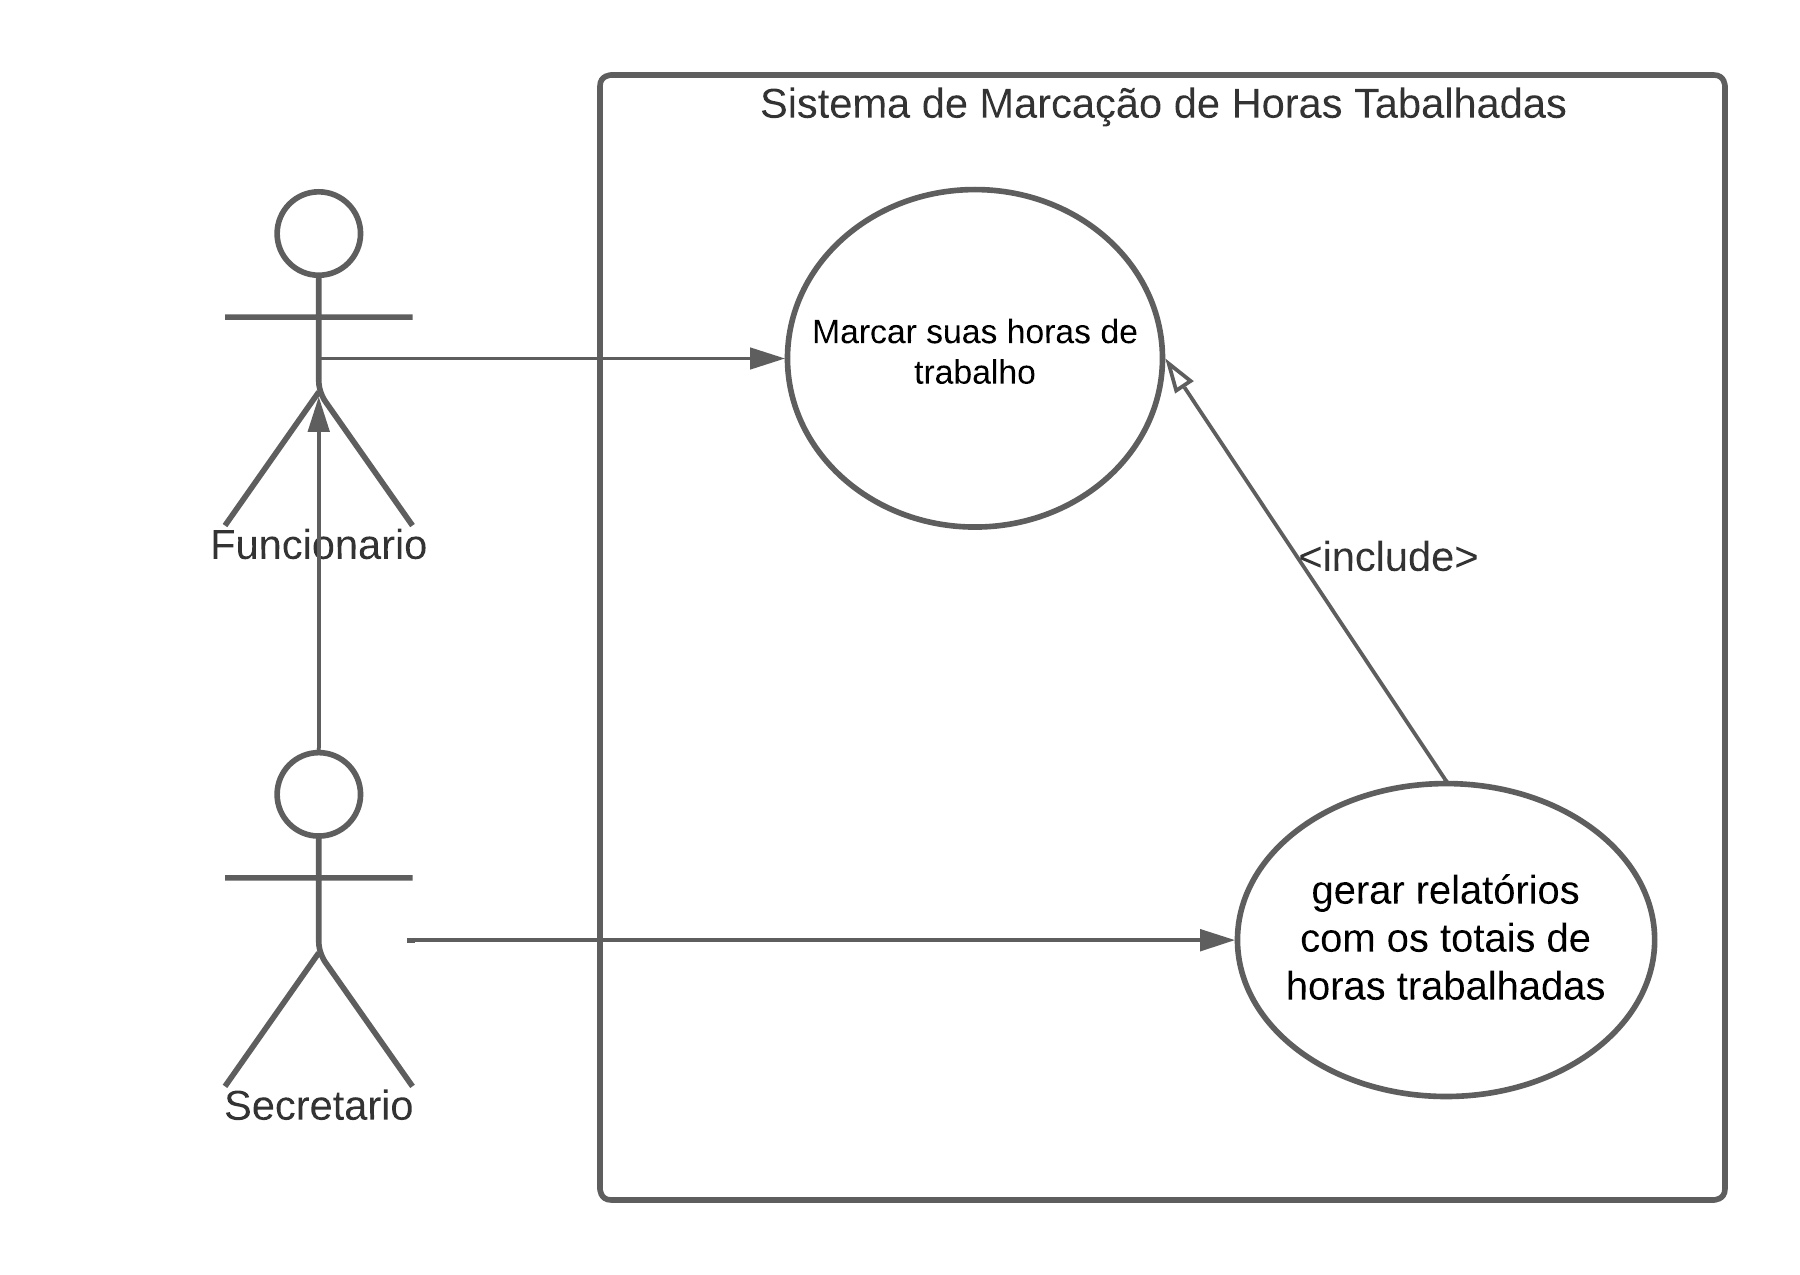 Sistema de Marcação de Horas Tabalhadas
Marcar suas horas de
trabalho
Funcionario
<include>
gerar relatórios
com os totais de
horas trabalhadas
Secretario